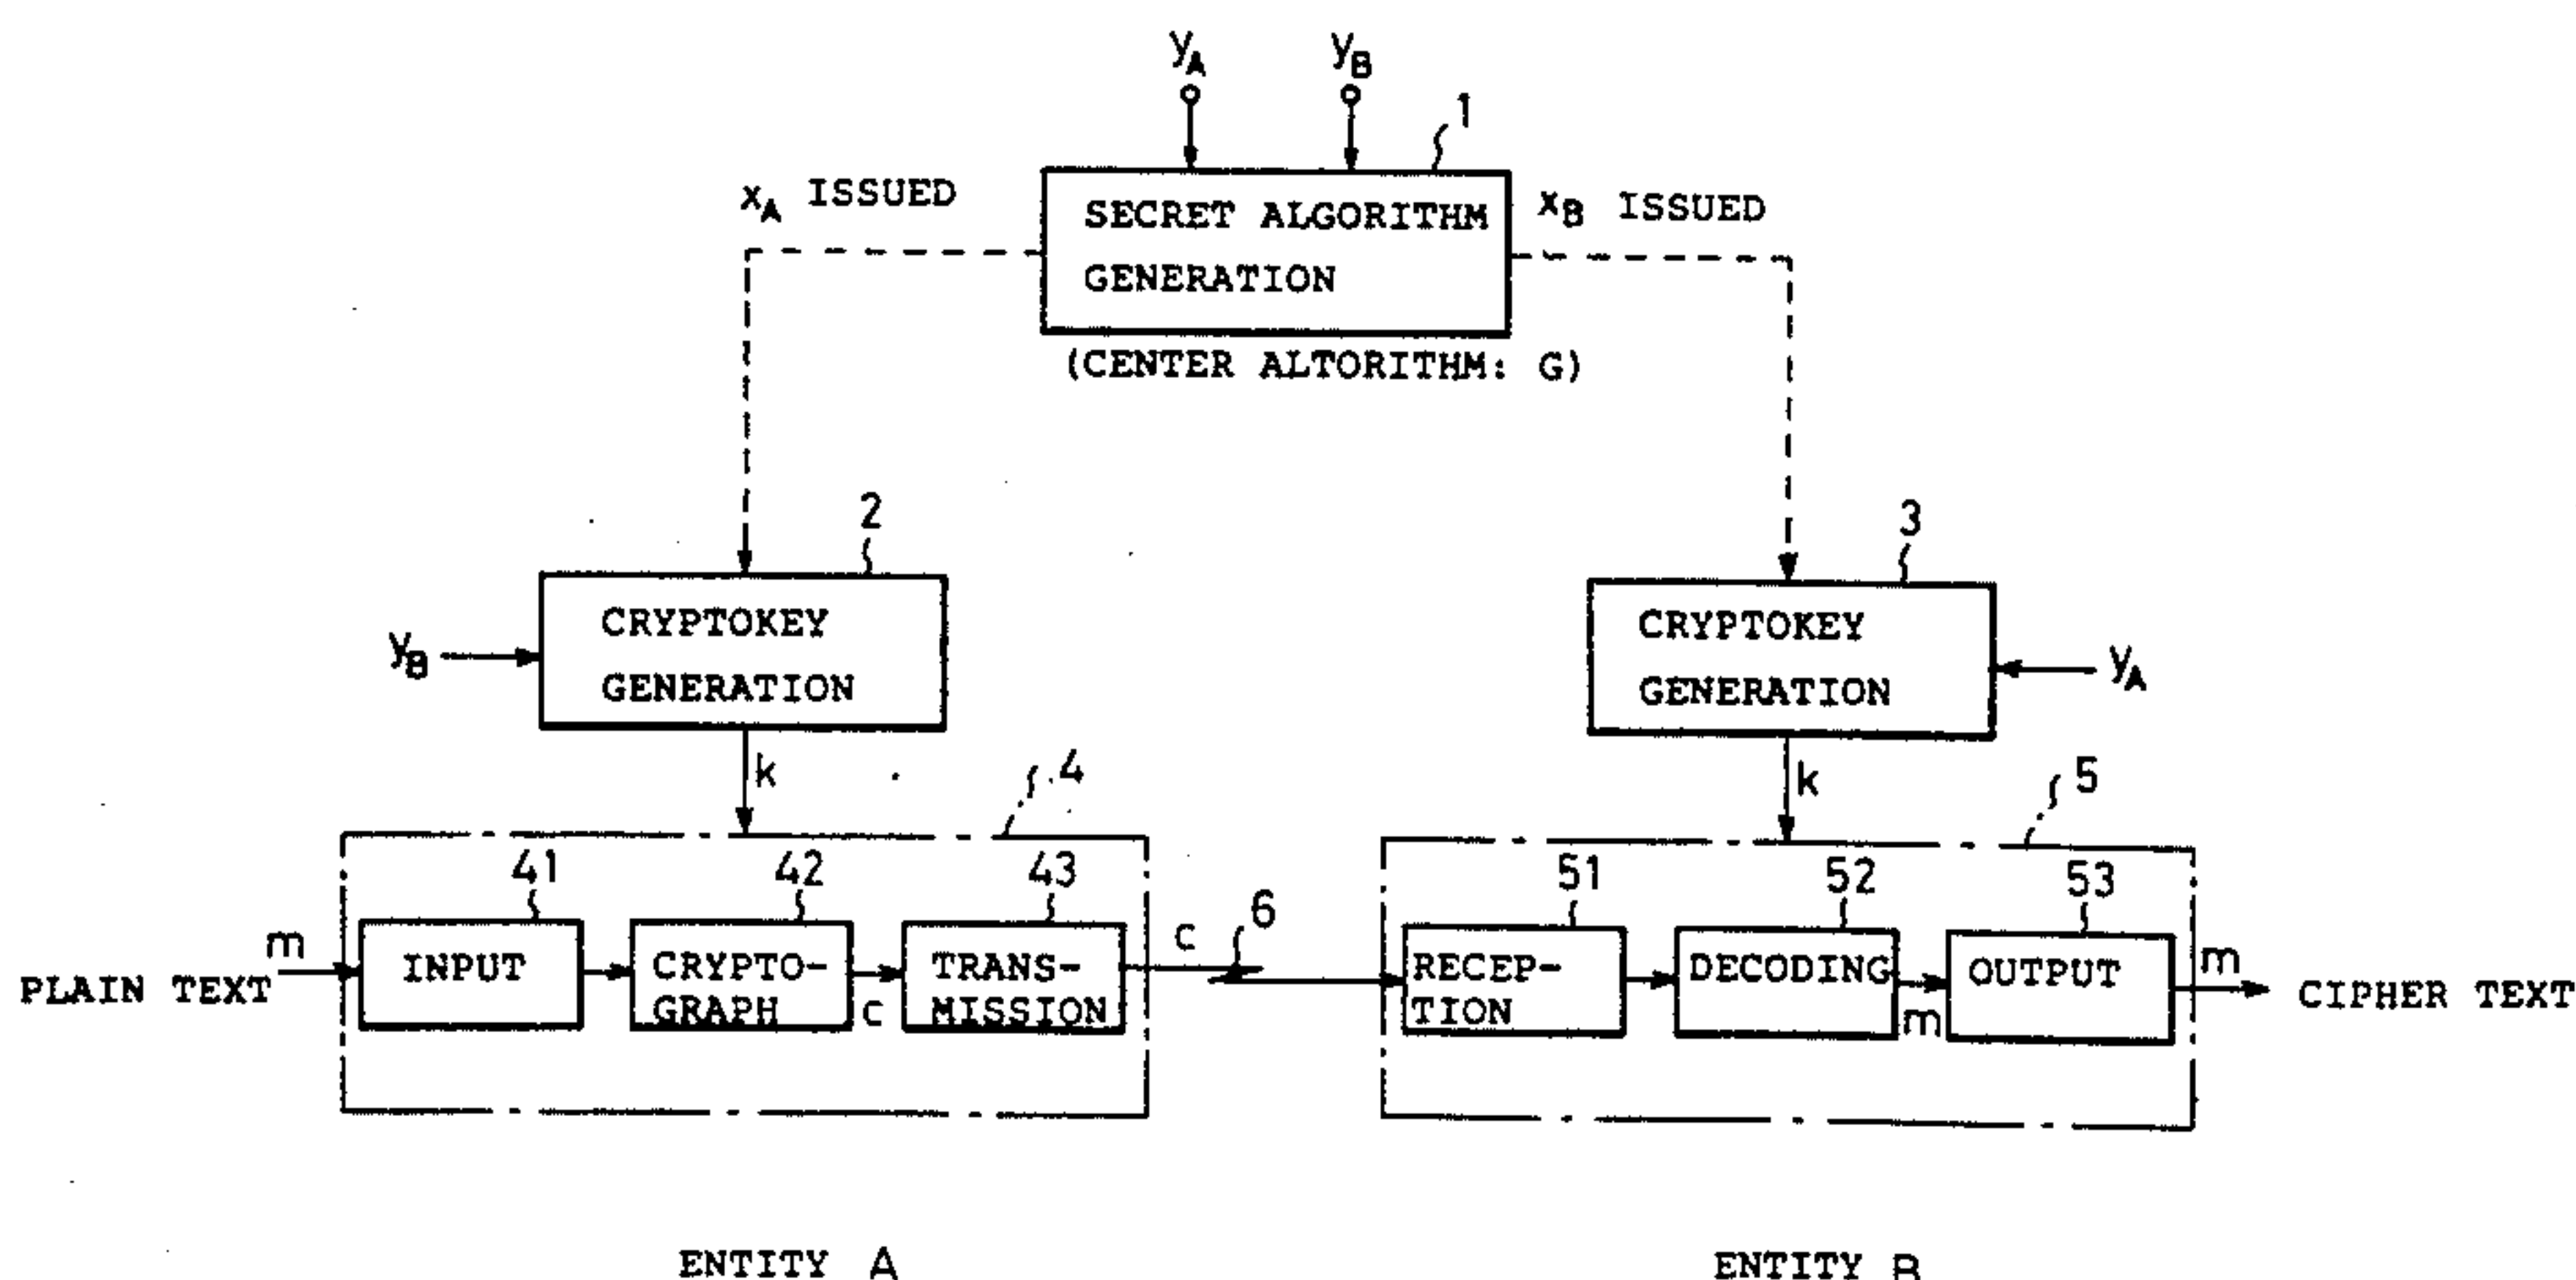 yA yB
1
xA ISSUED
SECRET ALGORITHM
GENERATION
xB ISSUED
(CENTER ALTORITHM: G)
2
CRYPTOKEY
GENERATION
yB
3
CRYPTOKEY
GENERATION
yA
k
4
k
5
41 42 43
m
PLAIN TEXT
INPUT
CRYPTO-
GRAPH
c
TRANS-
MISSION
c
6
51 52 53
RECEP-
TION
DECODING
m
OUTPUT
m
CIPHER TEXT
ENTITY A
ENTITY B